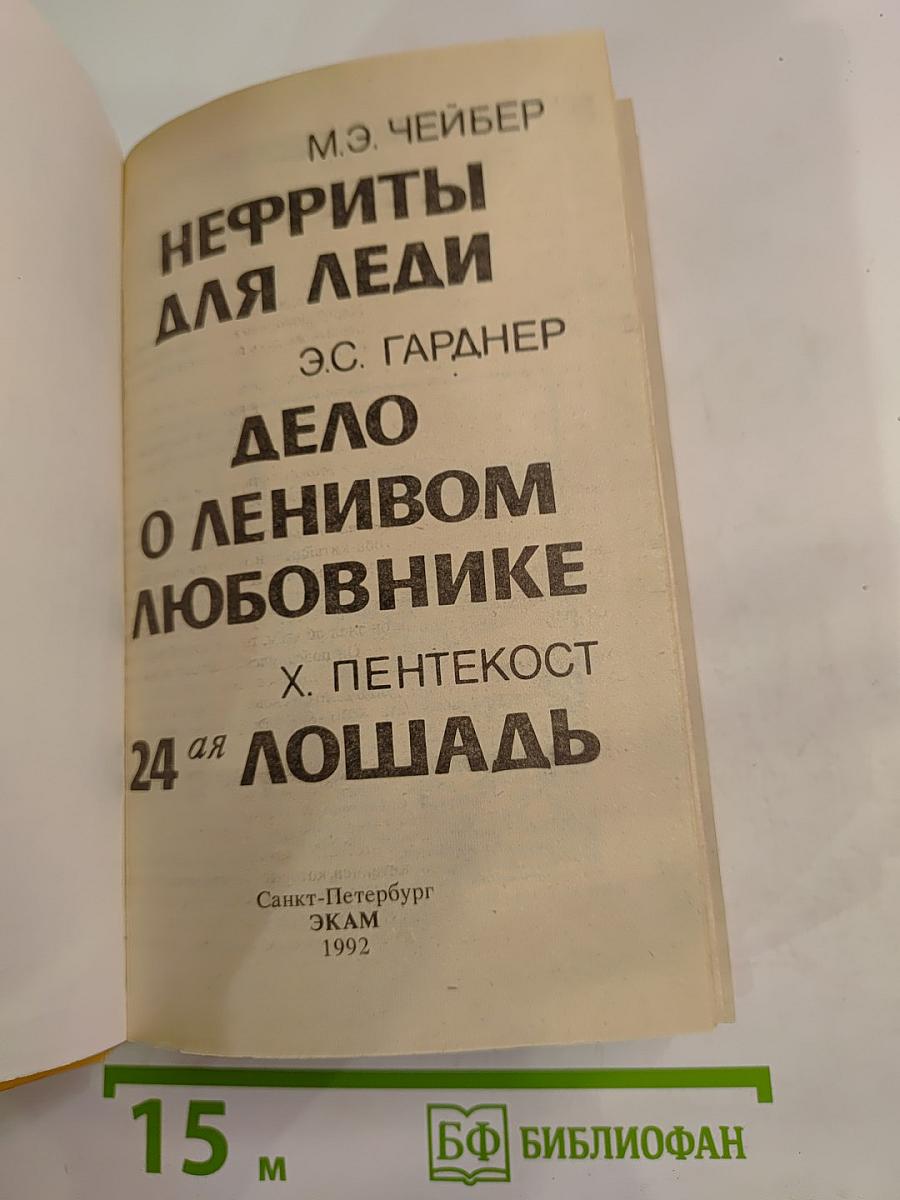 М.Э. ЧЕЙБЕР
НЕФРИТЫ
ДЛЯ ЛЕДИ
Э.С. ГАРДНЕР
ДЕЛО
О ЛЕНИВОМ
ЛЮБОВНИКЕ
Х. ПЕНТЕКОСТ
24 ая ЛОШАДЬ
Санкт-Петербург
ЭКАМ
1992
15 м
БФ БИБЛИОФАН